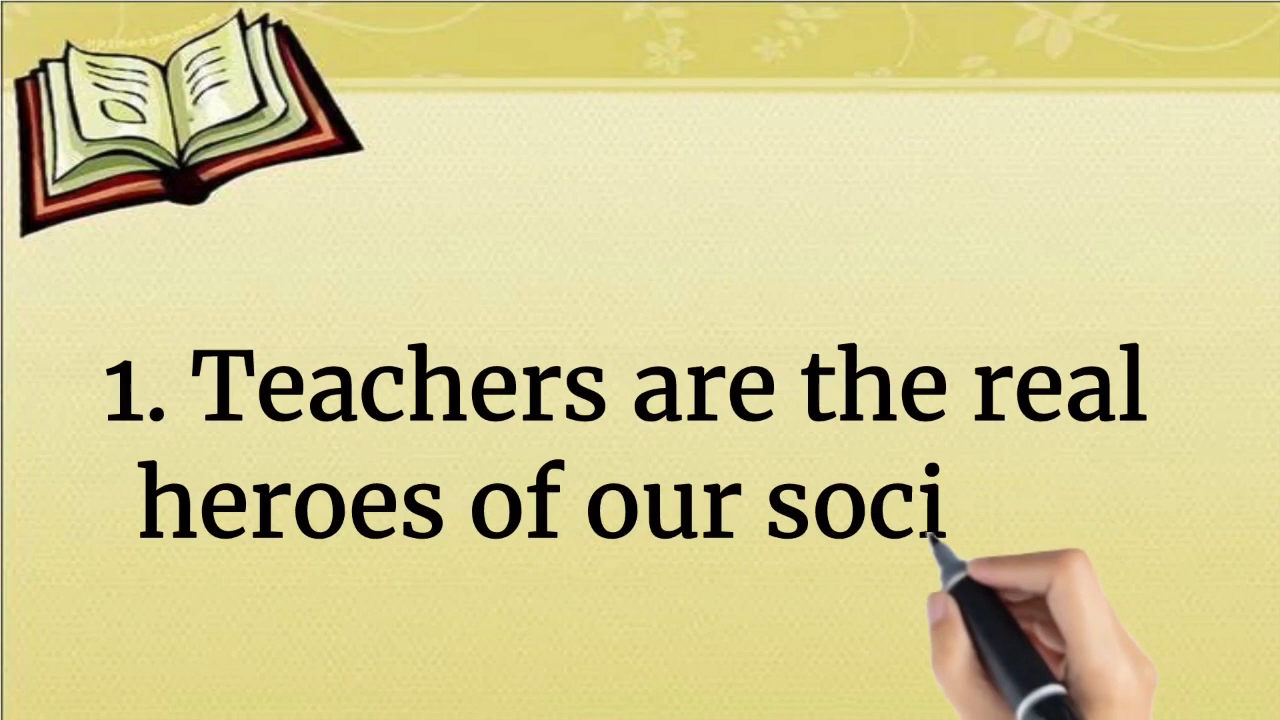 1. Teachers are the real
heroes of our soci